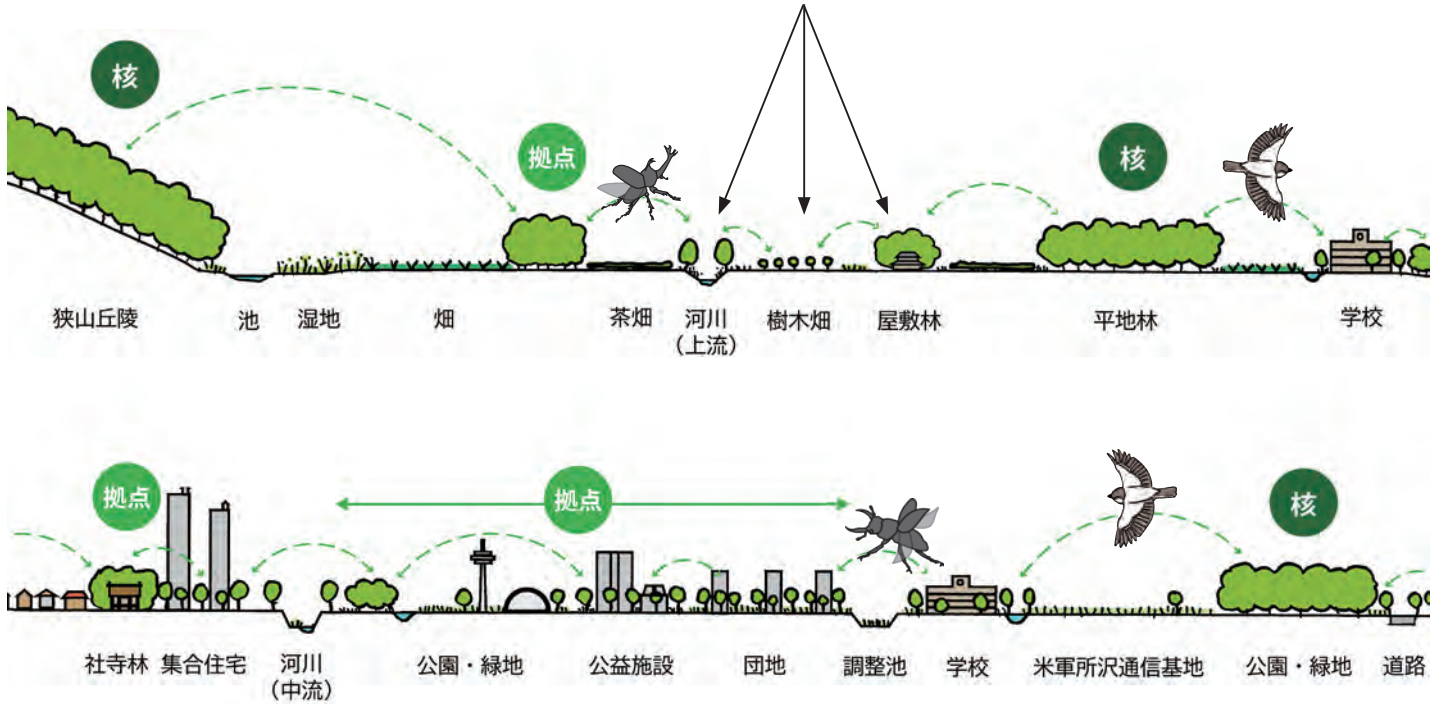 核
拠点
核
狭山丘陵
池
湿地
畑
茶畑
河川
（上流）
樹木畑
屋敷林
平地林
学校
拠点
拠点
核
社寺林
集合住宅
河川
（中流）
公園・緑地
公益施設
団地
調整池
学校
米軍所沢通信基地
公園・緑地
道路